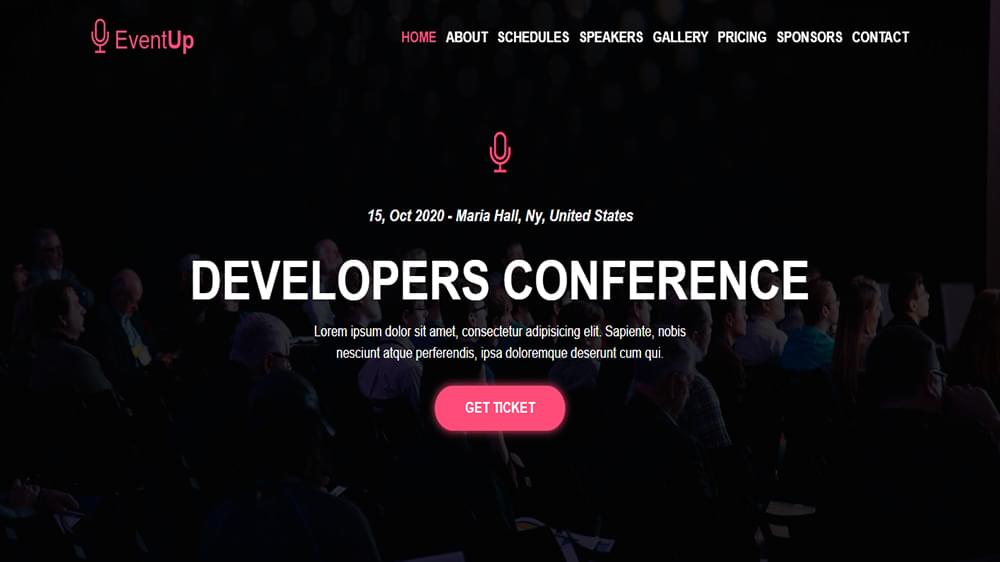 EventUp
HOME ABOUT SCHEDULES SPEAKERS GALLERY PRICING SPONSORS CONTACT
15, Oct 2020 - Maria Hall, Ny, United States
DEVELOPERS CONFERENCE
Lorem ipsum dolor sit amet, consectetur adipisicing elit. Sapiente, nobis
nesciunt atque perferendis, ipsa doloremque deserunt cum qui.
GET TICKET